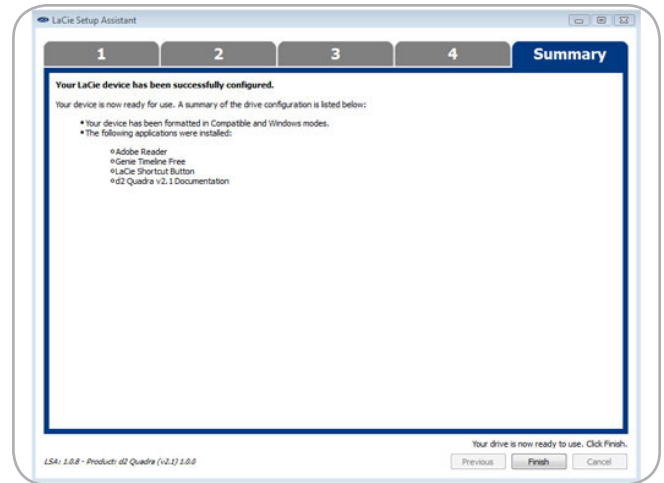 LaCie Setup Assistant
1 2 3 4 Summary
Your LaCie device has been successfully configured.
Your device is now ready for use. A summary of the drive configuration is listed below:
• Your device has been formatted in Compatible and Windows modes.
• The following applications were installed:
Adobe Reader
Genie Timeline Free
LaCie Shortcut Button
d2 Quadra v2.1 Documentation
Your drive is now ready to use. Click Finish.
LSA: 1.0.8 - Product: d2 Quadra (v2.1) 1.0.0
Previous Finish Cancel